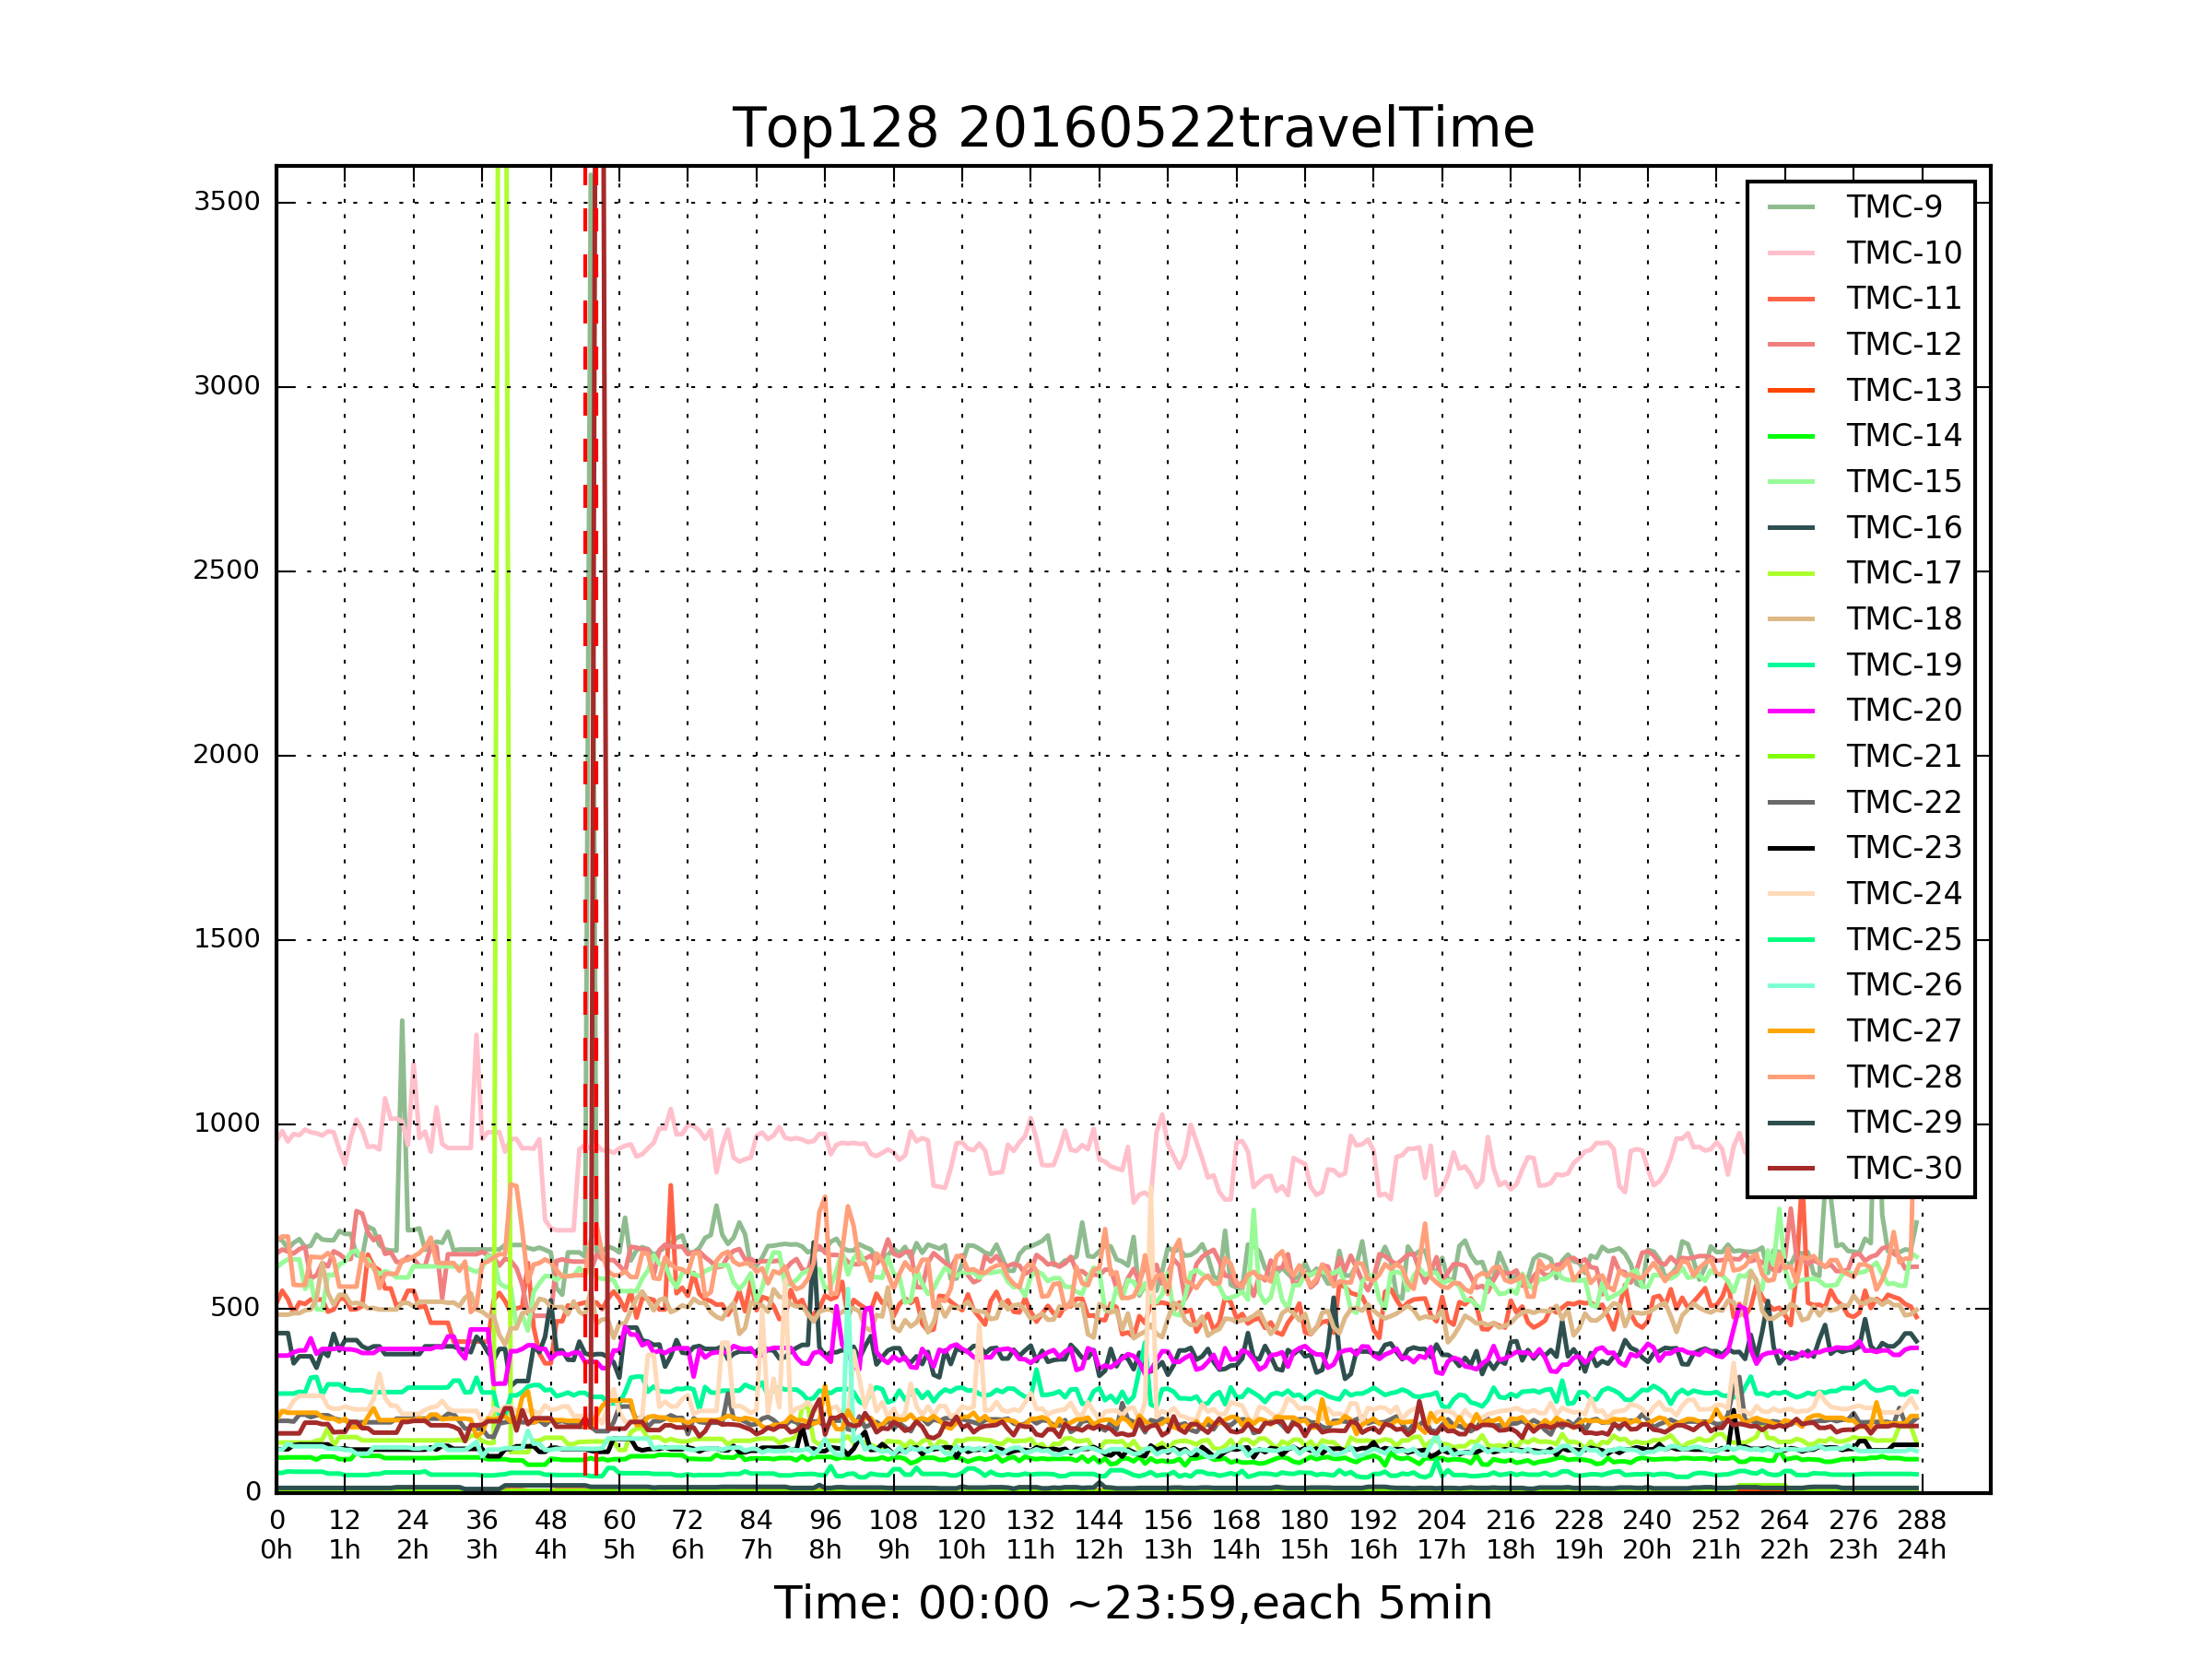 Top128 20160522travelTime
3500
3000
2500
2000
1500
1000
500
0
TMC-9
TMC-10
TMC-11
TMC-12
TMC-13
TMC-14
TMC-15
TMC-16
TMC-17
TMC-18
TMC-19
TMC-20
TMC-21
TMC-22
TMC-23
TMC-24
TMC-25
TMC-26
TMC-27
TMC-28
TMC-29
TMC-30
0 12 24 36 48 60 72 84 96 108 120 132 144 156 168 180 192 204 216 228 240 252 264 276 288
0h 1h 2h 3h 4h 5h 6h 7h 8h 9h 10h 11h 12h 13h 14h 15h 16h 17h 18h 19h 20h 21h 22h 23h 24h
Time: 00:00 ~23:59,each 5min